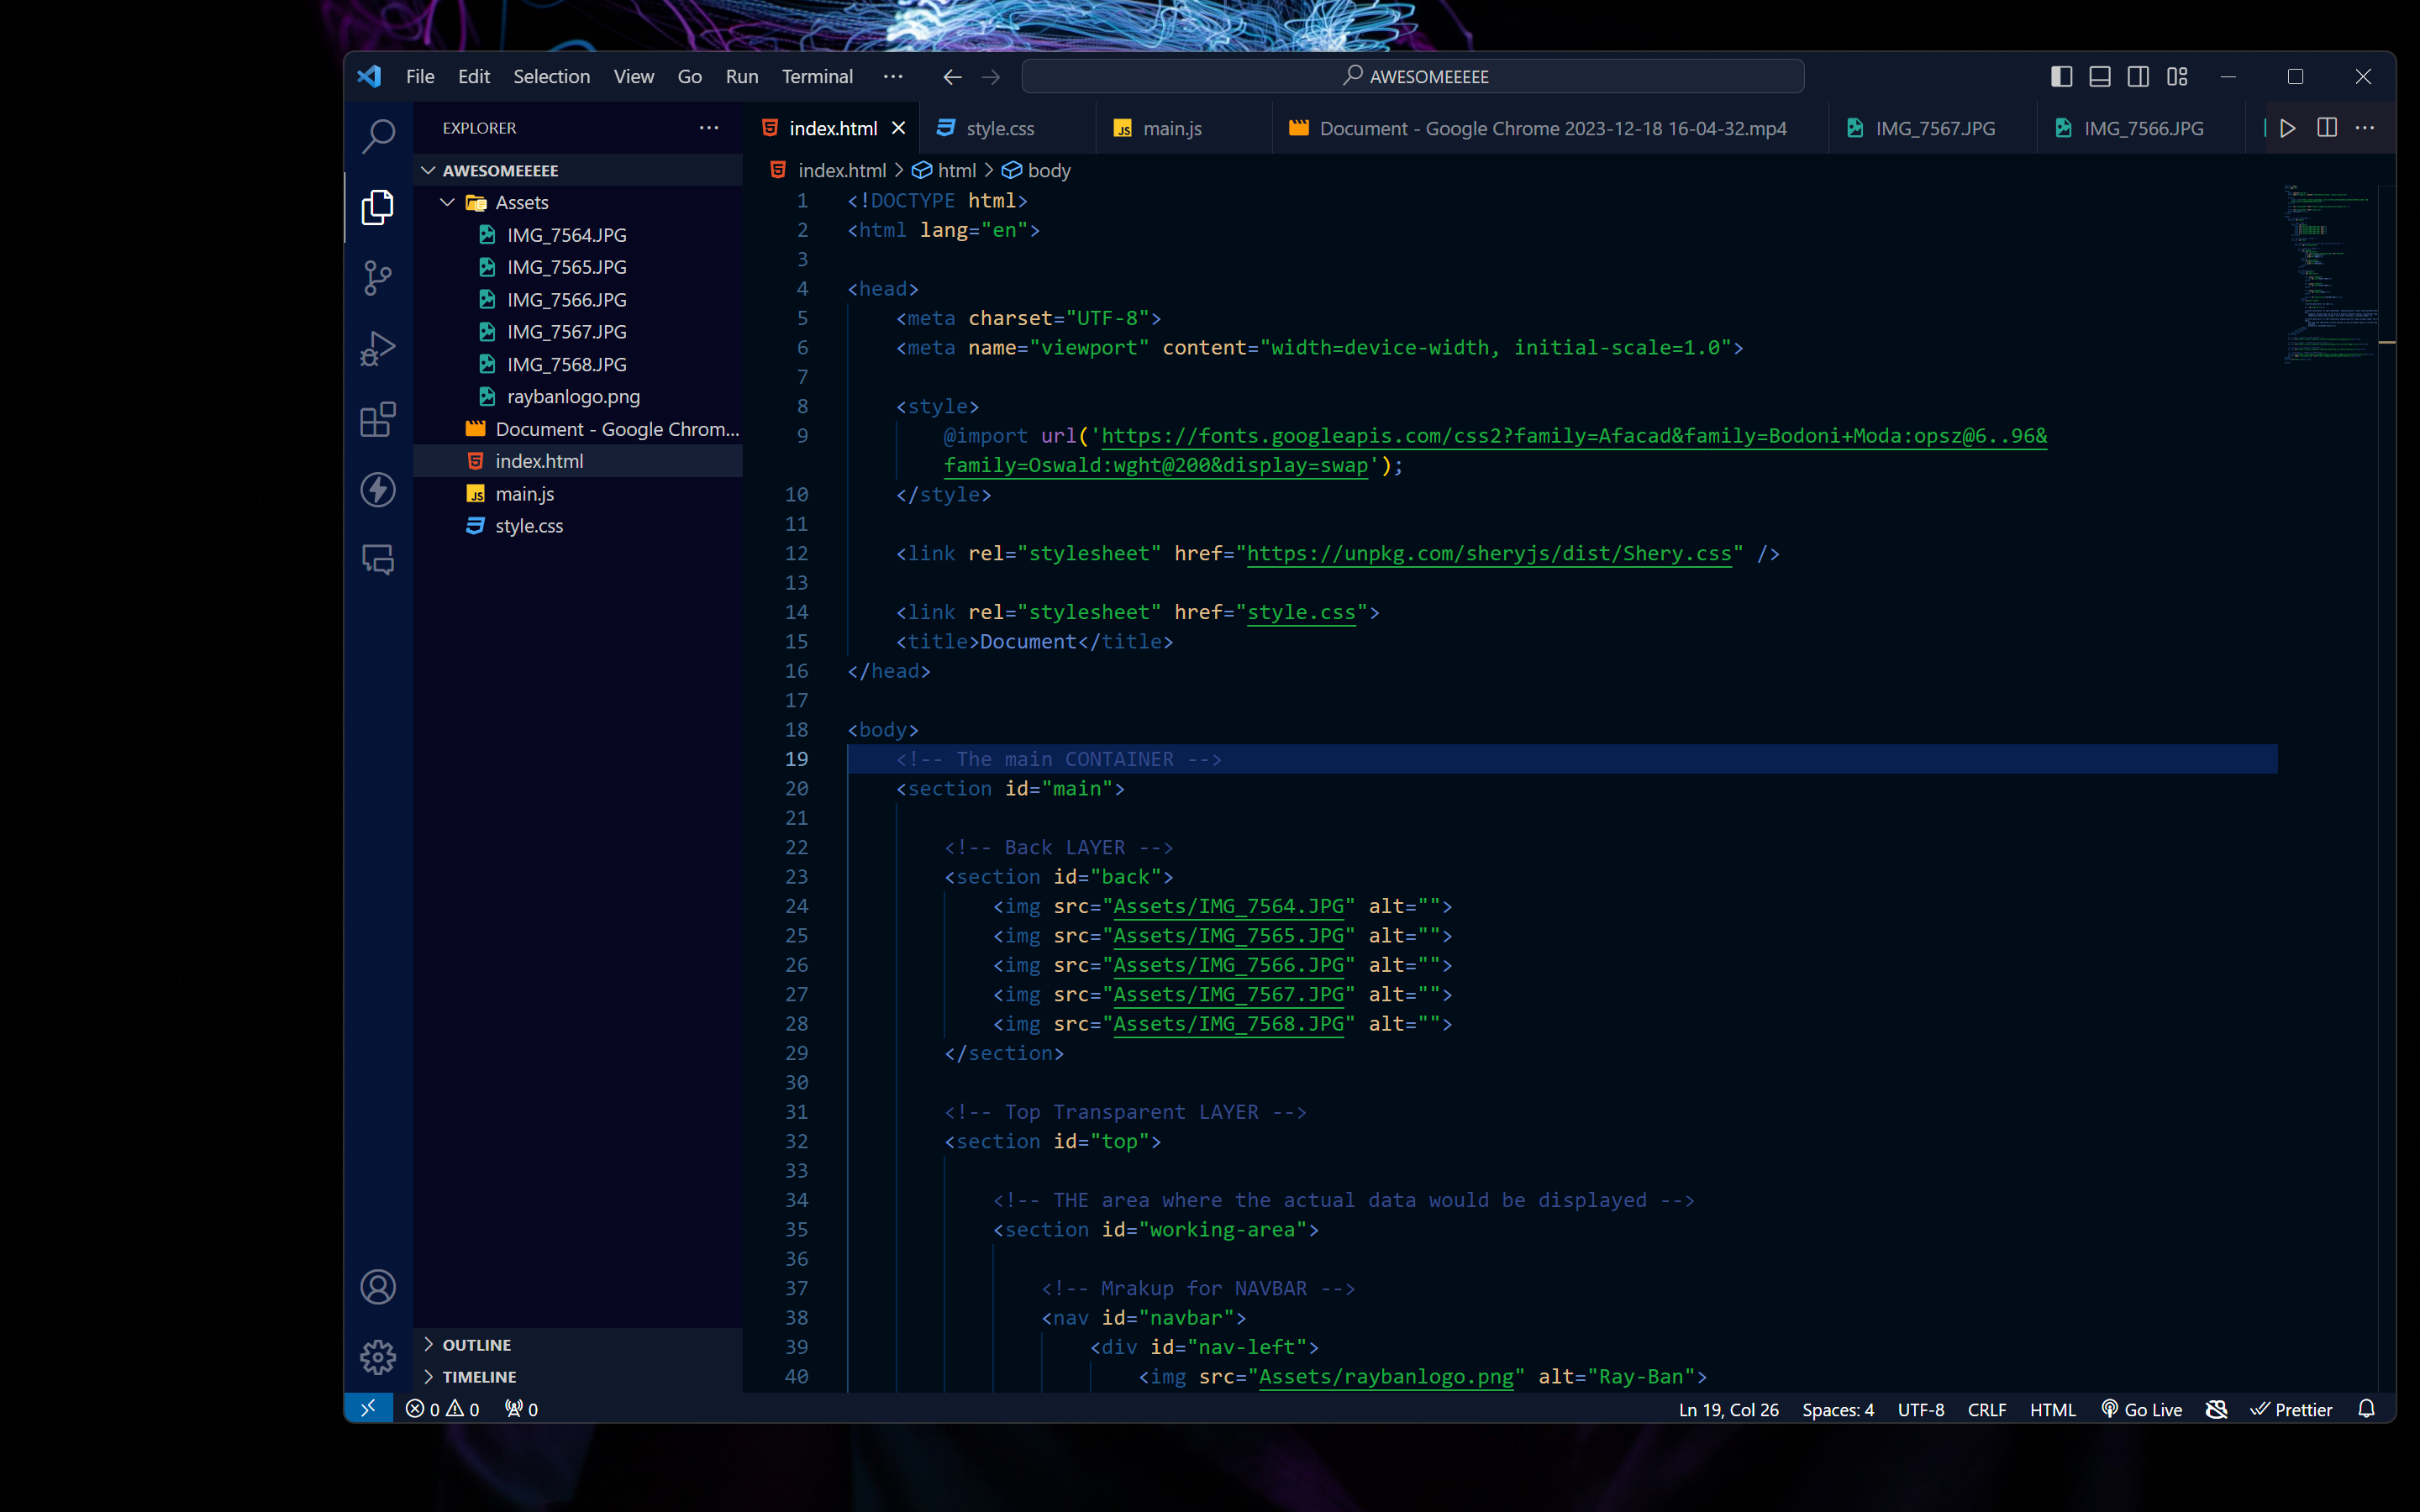 File Edit Selection View Go Run Terminal ··· AWESOMEEEEE
EXPLORER
AWESOMEEEEE
Assets
IMG_7564.JPG
IMG_7565.JPG
IMG_7566.JPG
IMG_7567.JPG
IMG_7568.JPG
raybanlogo.png
Document - Google Chrom...
index.html
main.js
style.css
OUTLINE
TIMELINE
index.html style.css main.js Document - Google Chrome 2023-12-18 16-04-32.mp4 IMG_7567.JPG IMG_7566.JPG
index.html > html > body
1 <!DOCTYPE html>
2 <html lang="en">
3
4 <head>
5 <meta charset="UTF-8">
6 <meta name="viewport" content="width=device-width, initial-scale=1.0">
7
8 <style>
9 @import url('https://fonts.googleapis.com/css2?family=Afacad&family=Bodoni+Moda:opsz@6..96&
family=Oswald:wght@200&display=swap');
10 </style>
11
12 <link rel="stylesheet" href="https://unpkg.com/sheryjs/dist/Shery.css" />
13
14 <link rel="stylesheet" href="style.css">
15 <title>Document</title>
16 </head>
17
18 <body>
19 <!-- The main CONTAINER -->
20 <section id="main">
21
22 <!-- Back LAYER -->
23 <section id="back">
24 <img src="Assets/IMG_7564.JPG" alt="">
25 <img src="Assets/IMG_7565.JPG" alt="">
26 <img src="Assets/IMG_7566.JPG" alt="">
27 <img src="Assets/IMG_7567.JPG" alt="">
28 <img src="Assets/IMG_7568.JPG" alt="">
29 </section>
30
31 <!-- Top Transparent LAYER -->
32 <section id="top">
33
34 <!-- THE area where the actual data would be displayed -->
35 <section id="working-area">
36
37 <!-- Mrakup for NAVBAR -->
38 <nav id="navbar">
39 <div id="nav-left">
40 <img src="Assets/raybanlogo.png" alt="Ray-Ban">
0 0 0 Ln 19, Col 26 Spaces: 4 UTF-8 CRLF HTML Go Live Prettier